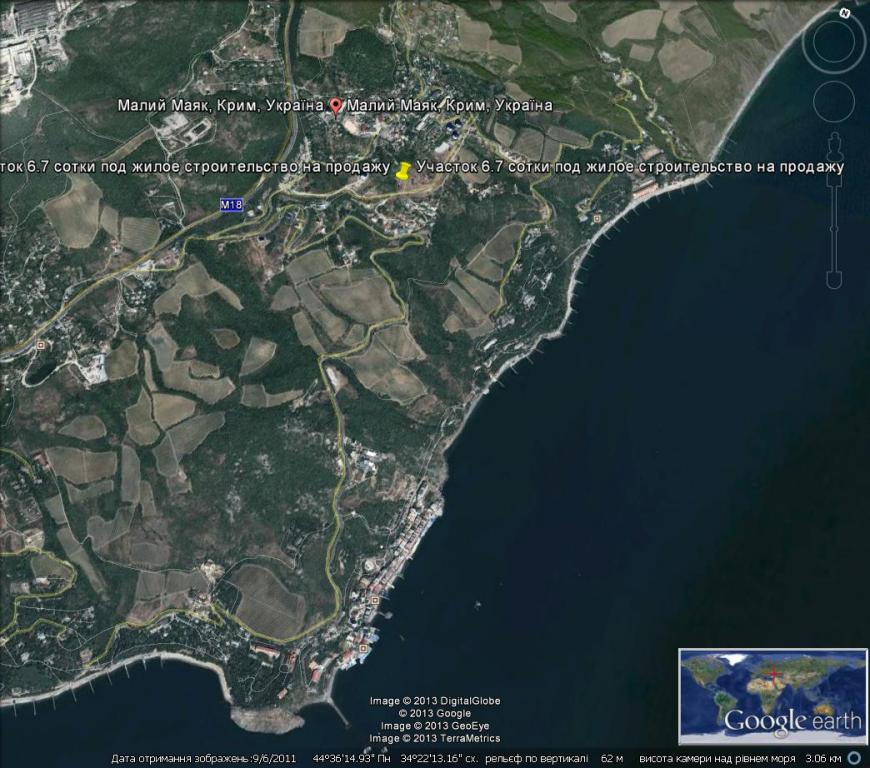 N
Малий Маяк, Крим, Україна Малий Маяк, Крим, Україна
ток 6.7 сотки под жилое строительство на продажу Участок 6.7 сотки под жилое строительство на продажу
M18
Image © 2013 DigitalGlobe
© 2013 Google
Image © 2013 GeoEye
Image © 2013 TerraMetrics
Google earth
Дата отримання зображень:9/6/2011 44°36'14.93" Пн 34°22'13.16" сх. рельєф по вертикалі 62 м висота камери над рівнем моря 3.06 км